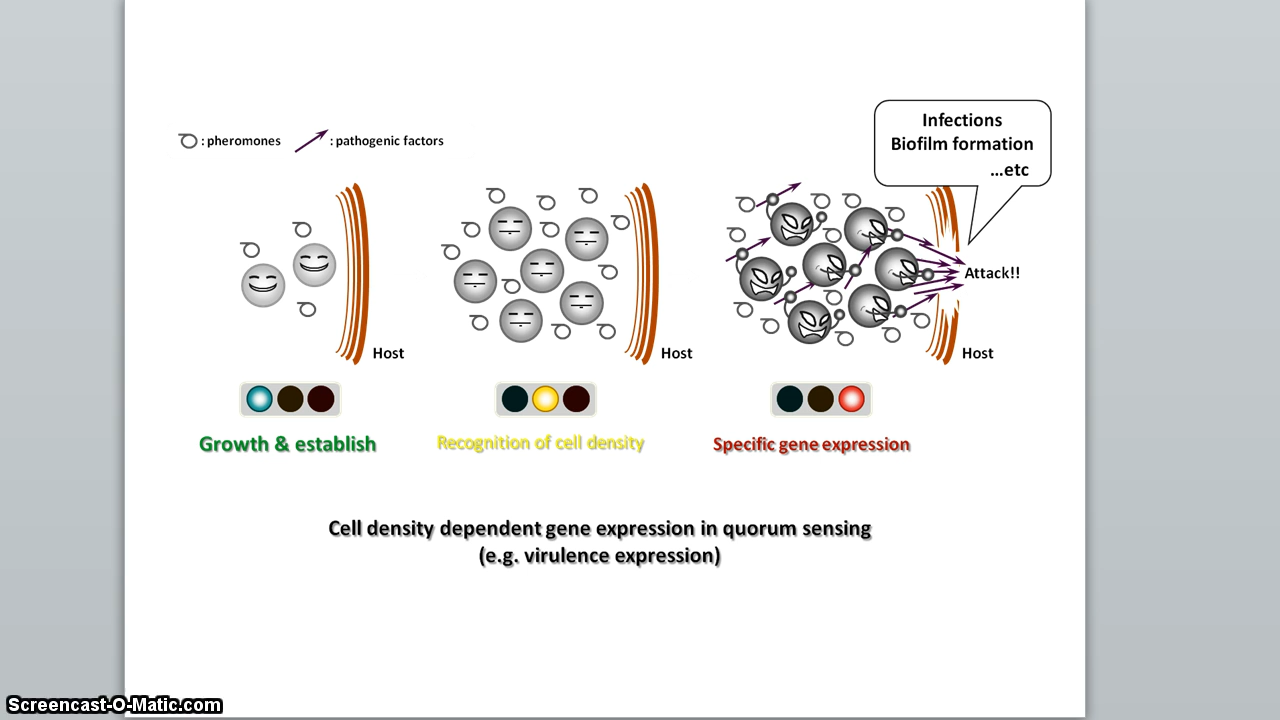 : pheromones
: pathogenic factors
Infections
Biofilm formation
...etc
Attack!!
Host
Host
Host
Growth & establish
Recognition of cell density
Specific gene expression
Cell density dependent gene expression in quorum sensing
(e.g. virulence expression)
Screencast-O-Matic.com